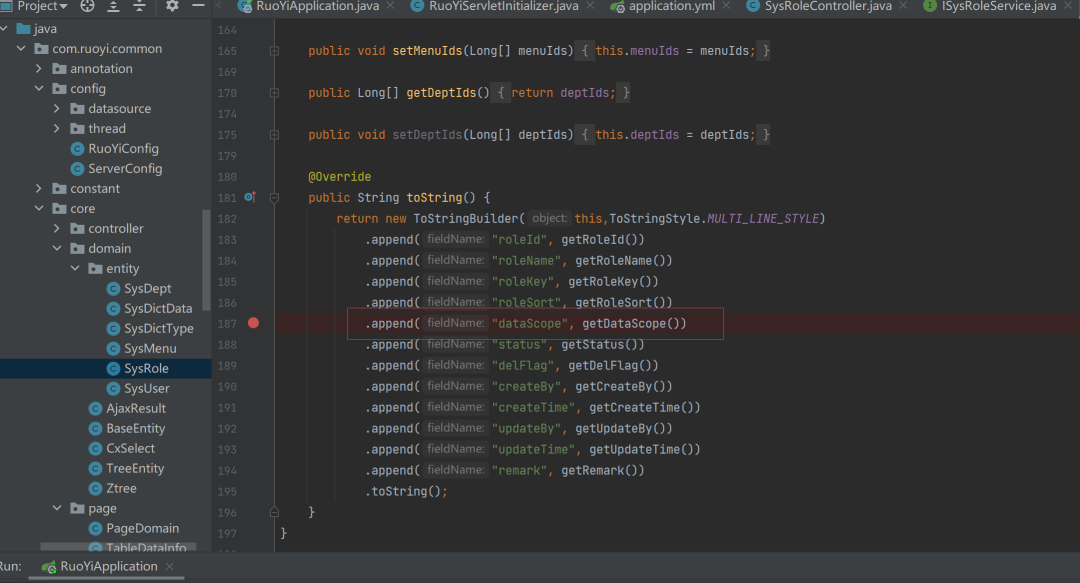 Project
RuoYiApplication.java
RuoYiServletInitializer.java
application.yml
SysRoleController.java
ISysRoleService.java
java
com.ruoyi.common
annotation
config
datasource
thread
RuoYiConfig
ServerConfig
constant
core
controller
domain
entity
SysDept
SysDictData
SysDictType
SysMenu
SysRole
SysUser
AjaxResult
BaseEntity
CxSelect
TreeEntity
Ztree
page
PageDomain
TableDataInfo
164
165 public void setMenuIds(Long[] menuIds) { this.menuIds = menuIds; }
169
170 public Long[] getDeptIds() { return deptIds; }
174
175 public void setDeptIds(Long[] deptIds) { this.deptIds = deptIds; }
179
180 @Override
181 public String toString() {
182 return new ToStringBuilder( object: this,ToStringStyle.MULTI_LINE_STYLE)
183 .append( fieldName: "roleId", getRoleId())
184 .append( fieldName: "roleName", getRoleName())
185 .append( fieldName: "roleKey", getRoleKey())
186 .append( fieldName: "roleSort", getRoleSort())
187 .append( fieldName: "dataScope", getDataScope())
188 .append( fieldName: "status", getStatus())
189 .append( fieldName: "delFlag", getDelFlag())
190 .append( fieldName: "createBy", getCreateBy())
191 .append( fieldName: "createTime", getCreateTime())
192 .append( fieldName: "updateBy", getUpdateBy())
193 .append( fieldName: "updateTime", getUpdateTime())
194 .append( fieldName: "remark", getRemark())
195 .toString();
196 }
197 }
Run: RuoYiApplication